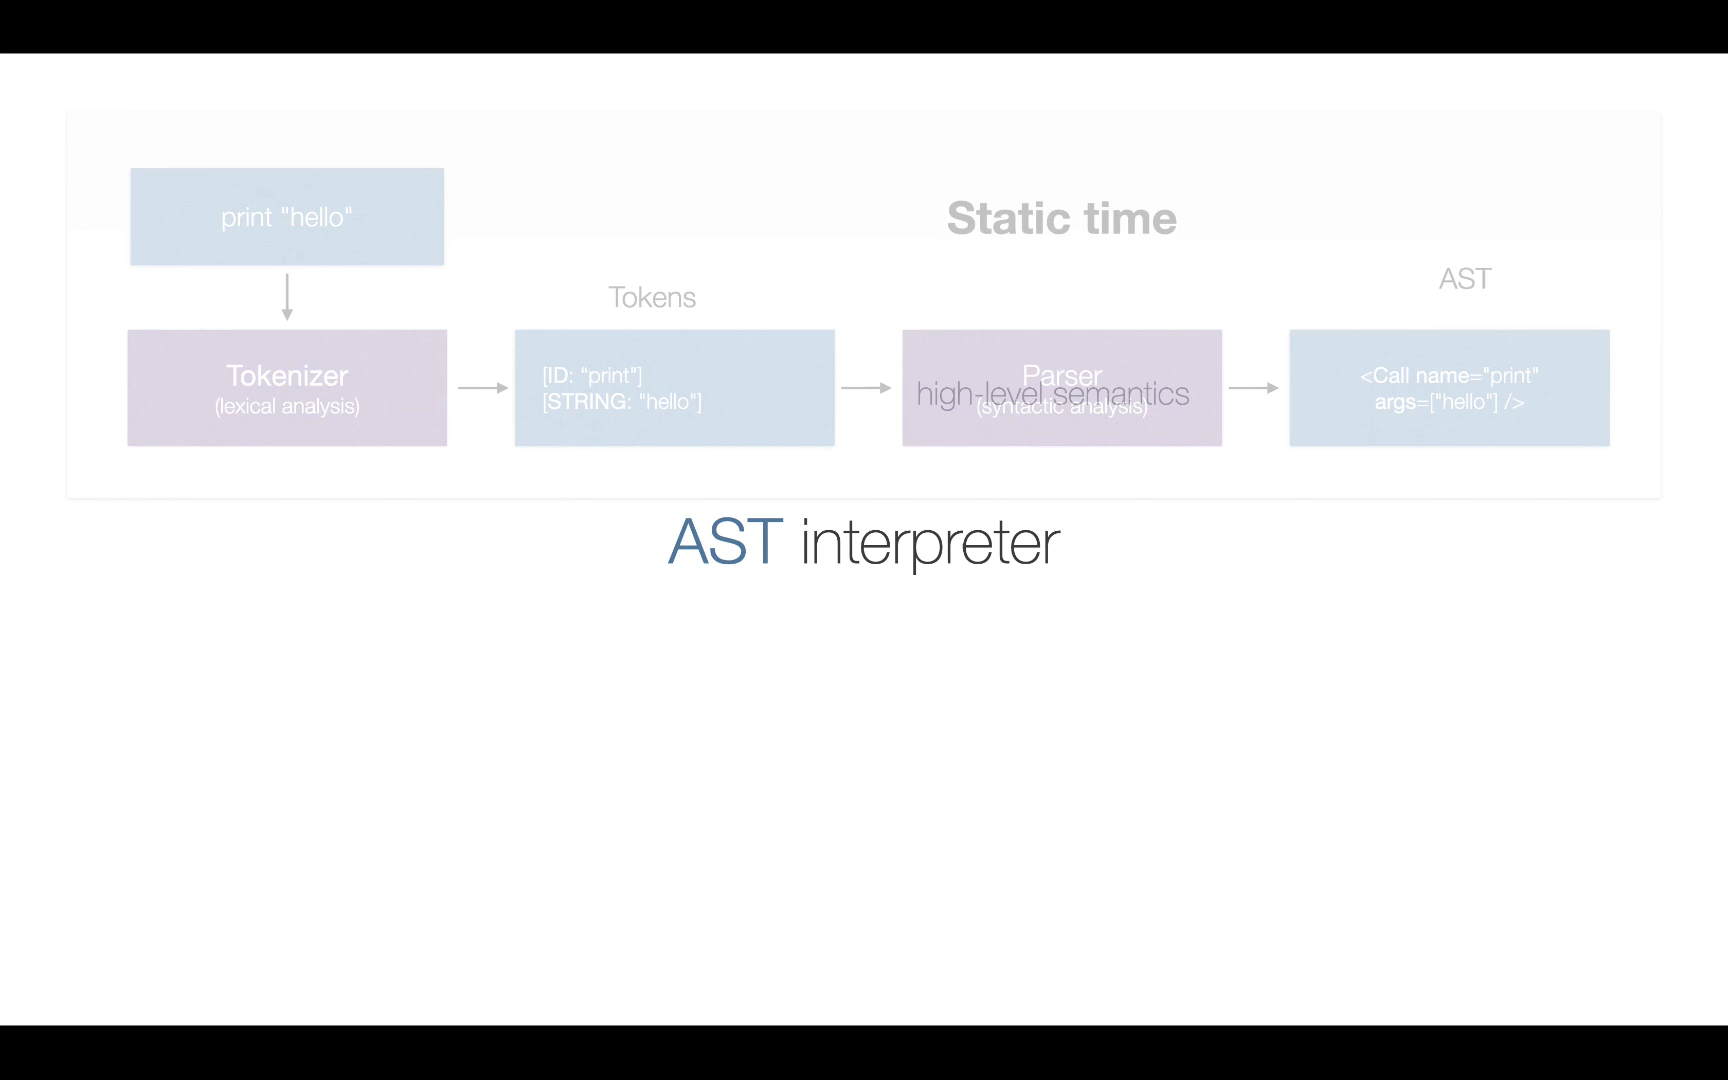 print "hello"
Static time
Tokens
AST
Tokenizer
(lexical analysis)
[ID: "print"]
[STRING: "hello"]
Parser
(syntactic analysis)
high-level semantics
<Call name="print"
args=["hello"] />
AST interpreter